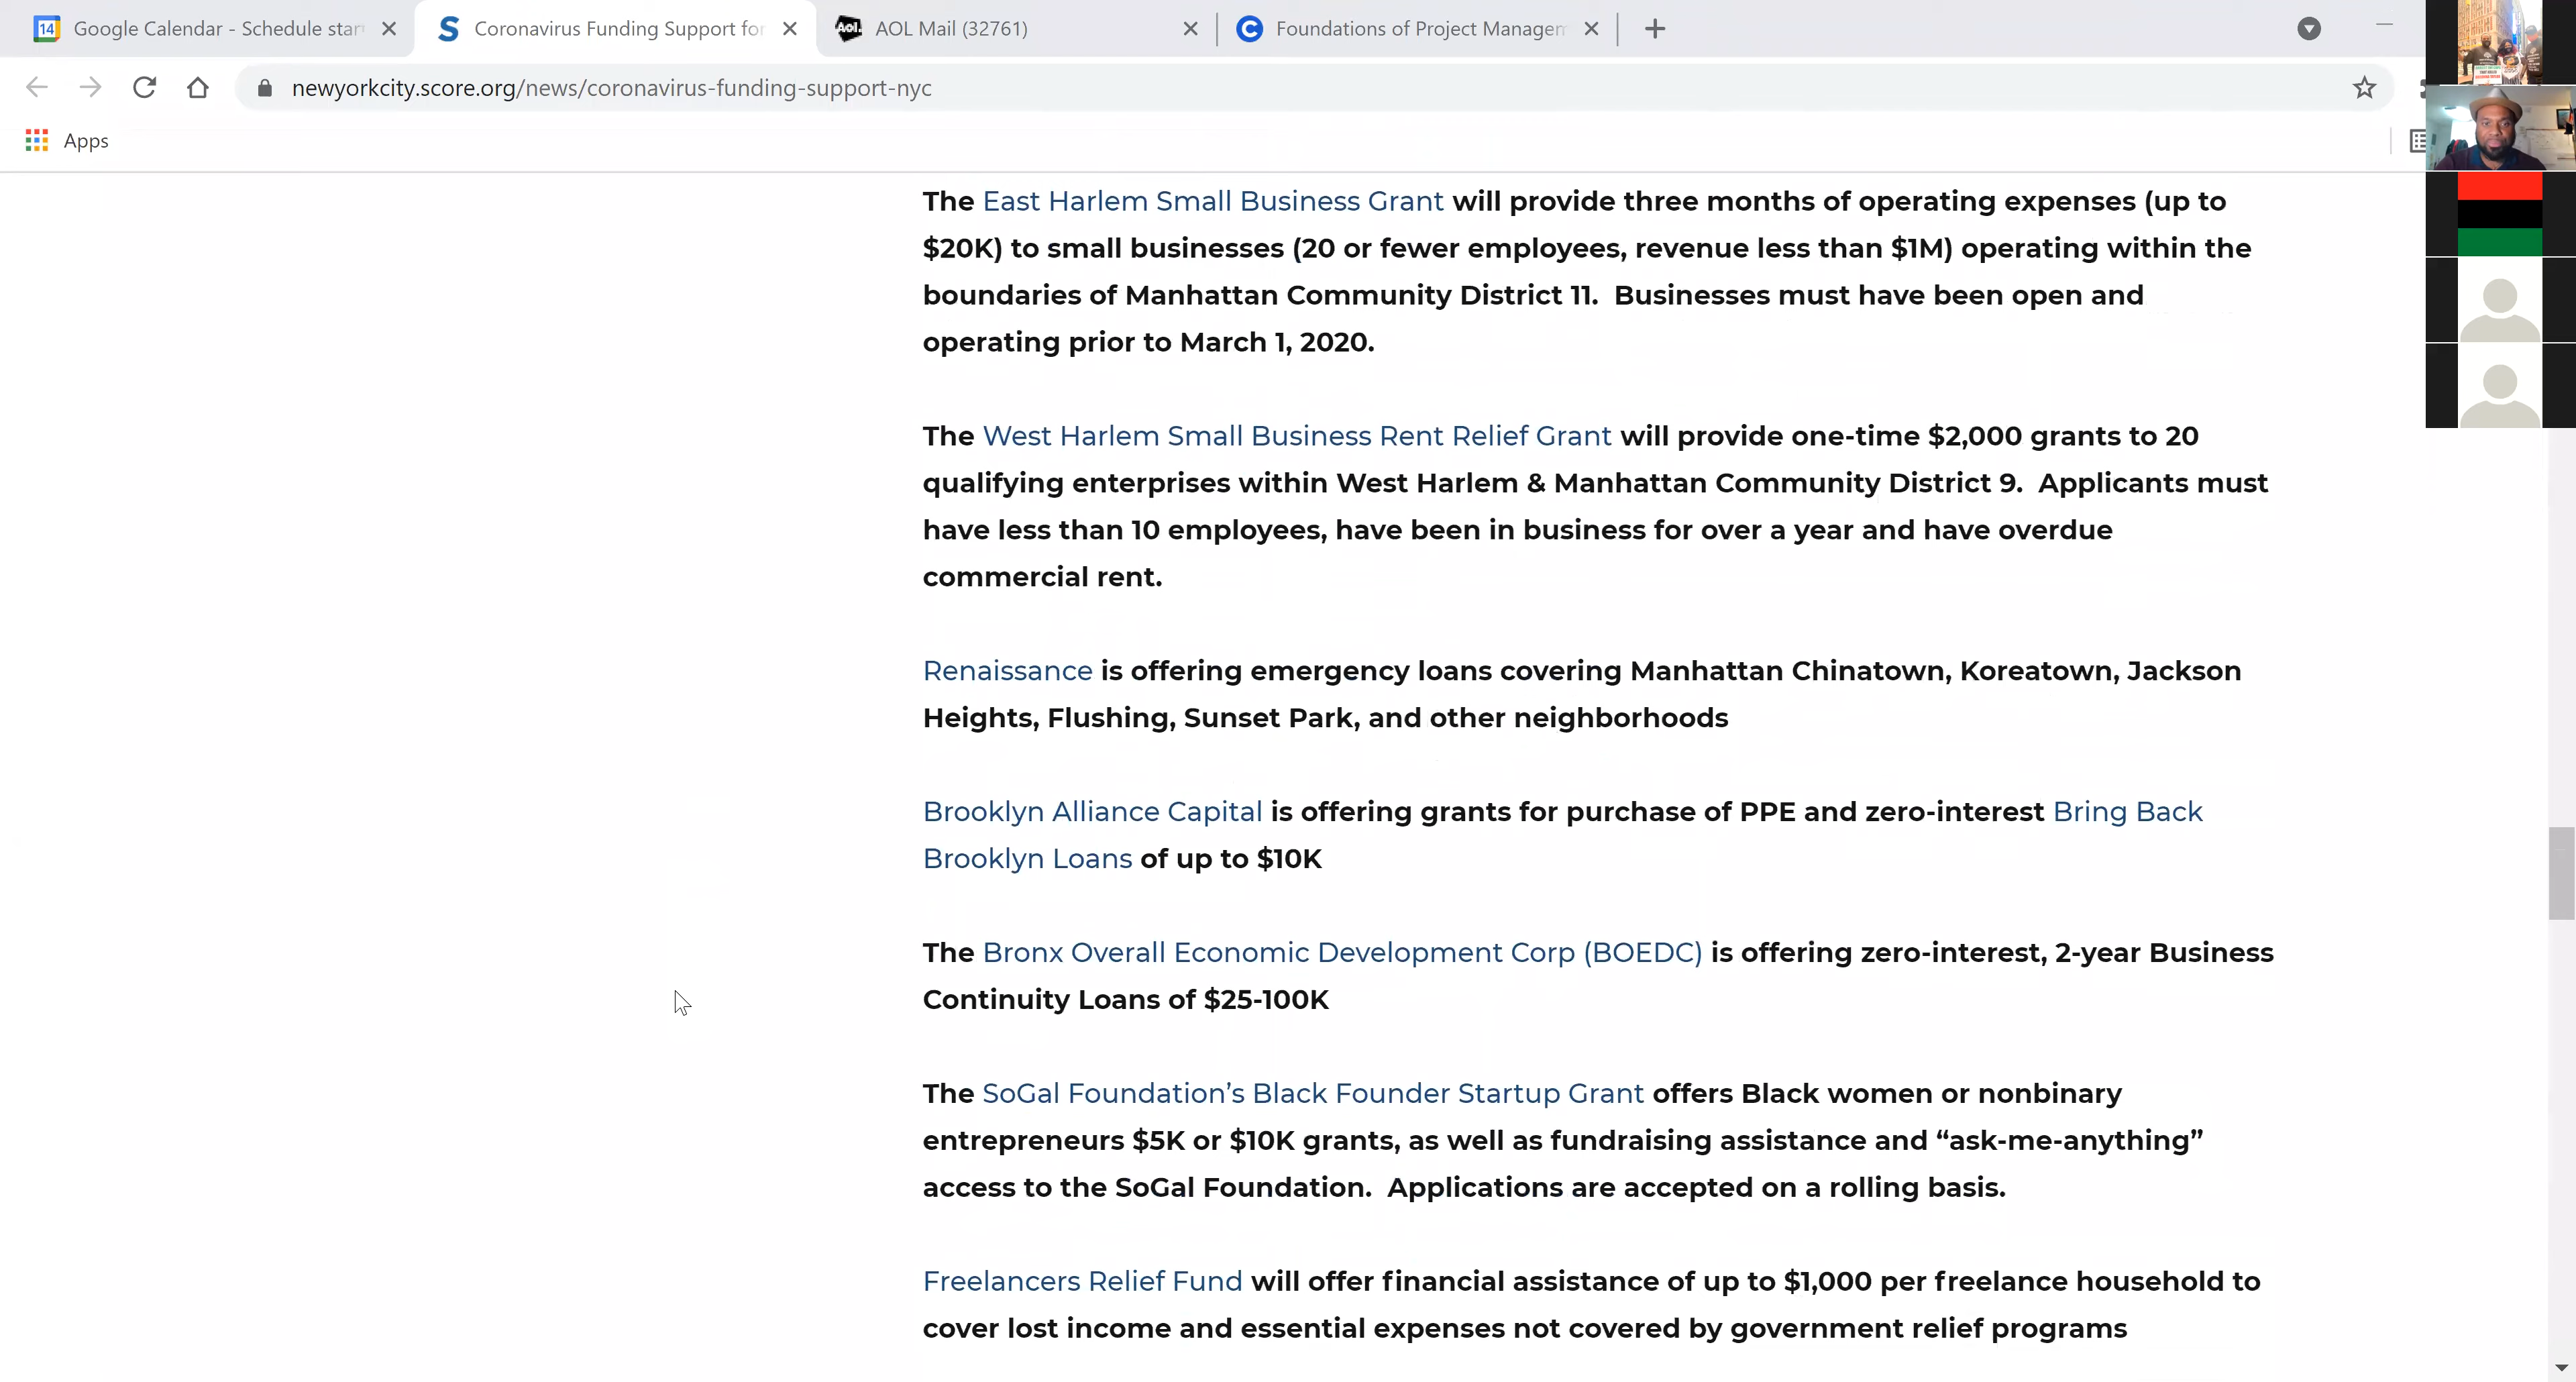 14 Google Calendar - Schedule star
Coronavirus Funding Support for
Aol. AOL Mail (32761)
Foundations of Project Managem
newyorkcity.score.org/news/coronavirus-funding-support-nyc
Apps
The East Harlem Small Business Grant will provide three months of operating expenses (up to
$20K) to small businesses (20 or fewer employees, revenue less than $1M) operating within the
boundaries of Manhattan Community District 11. Businesses must have been open and
operating prior to March 1, 2020.
The West Harlem Small Business Rent Relief Grant will provide one-time $2,000 grants to 20
qualifying enterprises within West Harlem & Manhattan Community District 9. Applicants must
have less than 10 employees, have been in business for over a year and have overdue
commercial rent.
Renaissance is offering emergency loans covering Manhattan Chinatown, Koreatown, Jackson
Heights, Flushing, Sunset Park, and other neighborhoods
Brooklyn Alliance Capital is offering grants for purchase of PPE and zero-interest Bring Back
Brooklyn Loans of up to $10K
The Bronx Overall Economic Development Corp (BOEDC) is offering zero-interest, 2-year Business
Continuity Loans of $25-100K
The SoGal Foundation’s Black Founder Startup Grant offers Black women or nonbinary
entrepreneurs $5K or $10K grants, as well as fundraising assistance and “ask-me-anything”
access to the SoGal Foundation. Applications are accepted on a rolling basis.
Freelancers Relief Fund will offer financial assistance of up to $1,000 per freelance household to
cover lost income and essential expenses not covered by government relief programs